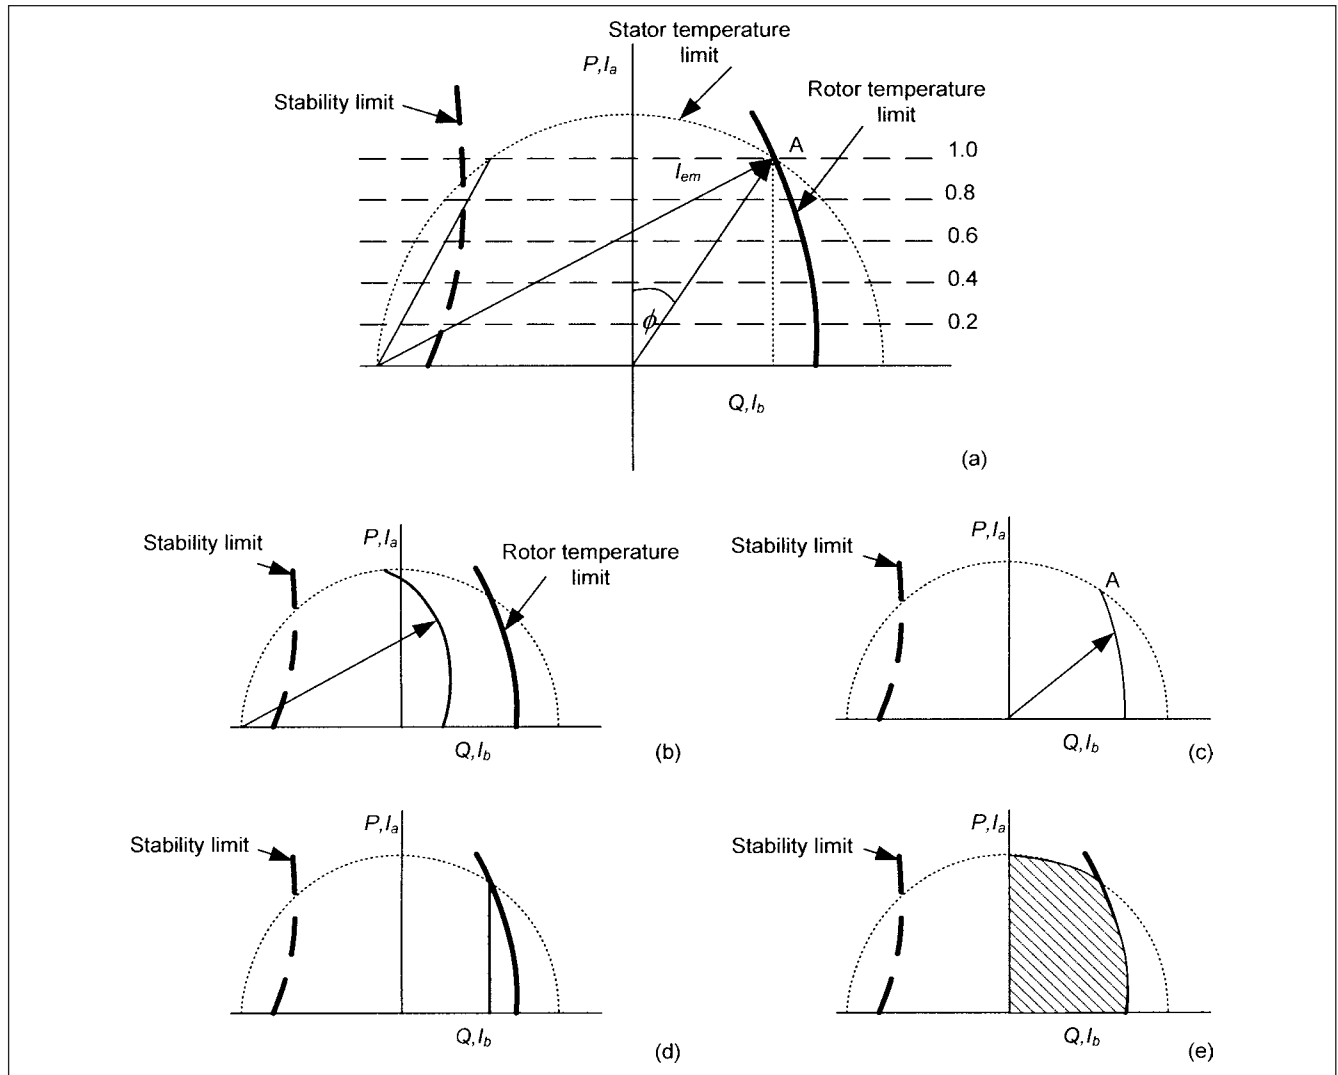 Stator temperature
limit
P,Ia
Stability limit
Rotor temperature
limit
A
1.0
Iem
0.8
0.6
0.4
ϕ
0.2
Q,Ib
(a)
Stability limit
P,Ia
Rotor temperature
limit
Q,Ib
(b)
Stability limit
P,Ia
A
Q,Ib
(c)
Stability limit
P,Ia
Q,Ib
(d)
Stability limit
P,Ia
Q,Ib
(e)